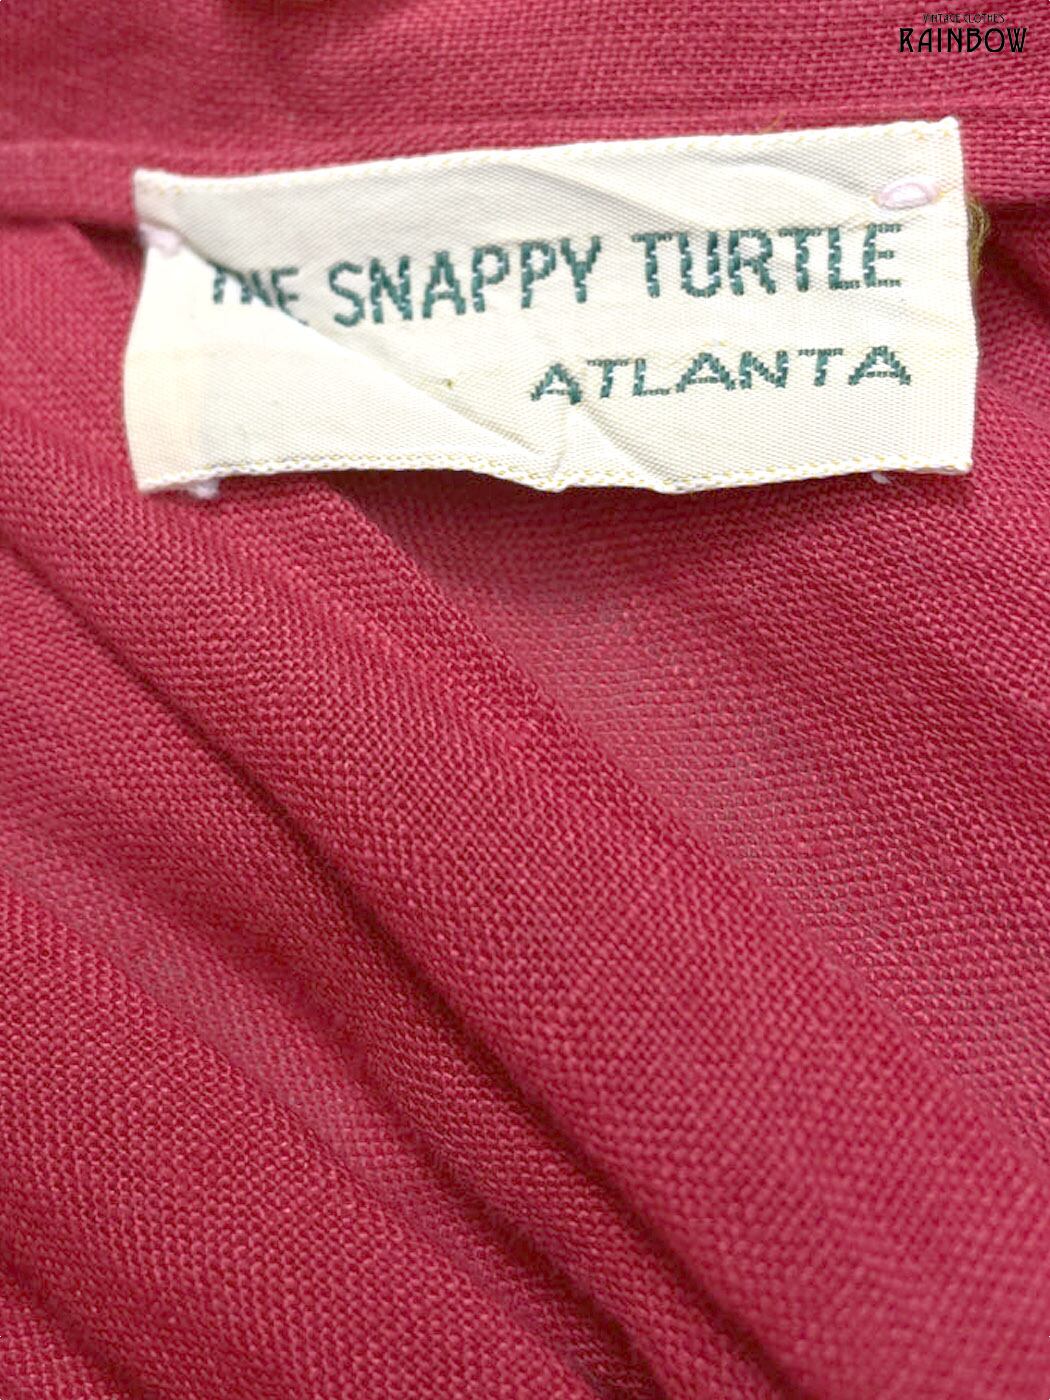 VINTAGE CLOTHES
RAINBOW
THE SNAPPY TURTLE
ATLANTA